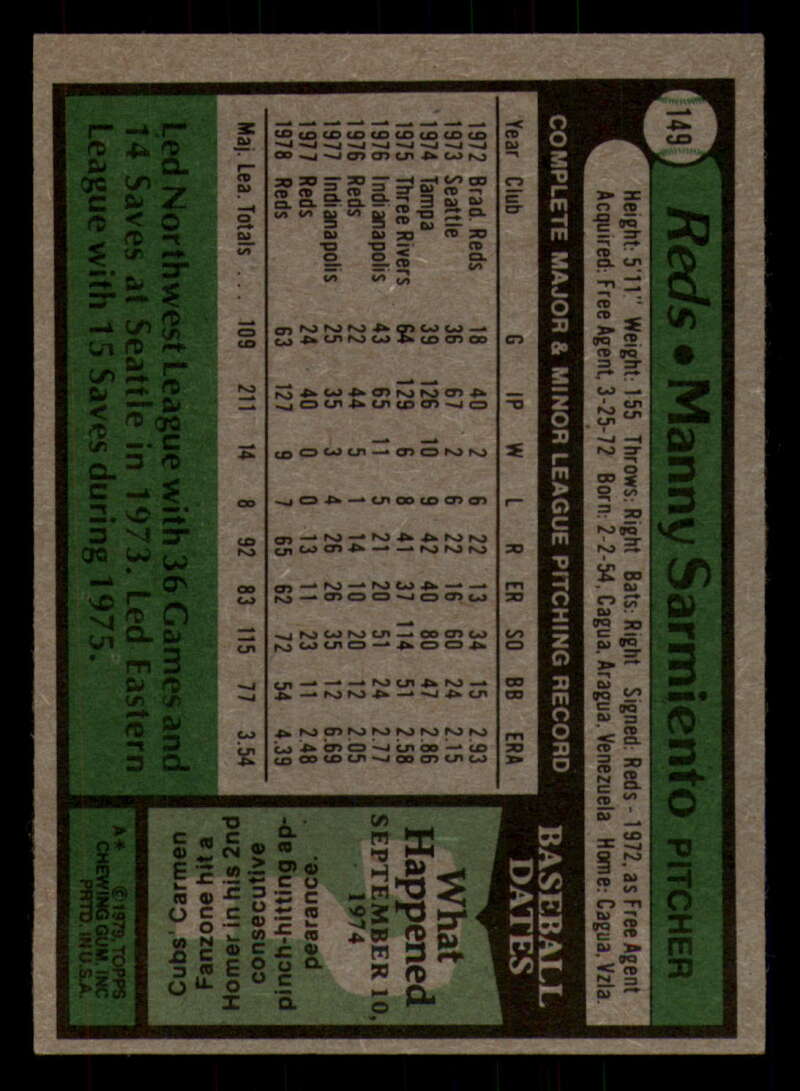 149
Reds • Manny Sarmiento PITCHER
Height: 5'11" Weight: 155 Throws: Right Bats: Right Signed: Reds - 1972, as Free Agent
Acquired: Free Agent, 3-25-72 Born: 2-2-54, Cagua, Aragua, Venezuela Home: Cagua, Vzla.
COMPLETE MAJOR & MINOR LEAGUE PITCHING RECORD
Year Club G IP W L R ER SO BB ERA
1972 Brad. Reds 18 40 2 6 22 13 34 15 2.93
1973 Seattle 36 67 2 6 22 16 60 24 2.15
1974 Tampa 39 126 10 9 42 40 80 47 2.86
1975 Three Rivers 64 129 6 8 41 37 114 51 2.58
1976 Indianapolis 43 65 11 5 21 20 51 24 2.77
1976 Reds 22 44 5 1 14 10 20 12 2.05
1977 Indianapolis 25 35 3 4 26 26 35 12 6.69
1977 Reds 24 40 0 0 13 11 23 11 2.48
1978 Reds 63 127 9 7 65 62 72 54 4.39
Maj. Lea. Totals . . . 109 211 14 8 92 83 115 77 3.54
Led Northwest League with 36 Games and
14 Saves at Seattle in 1973. Led Eastern
League with 15 Saves during 1975.
BASEBALL
DATES
What
Happened
SEPTEMBER 10,
1974
Cubs' Carmen
Fanzone hit a
Homer in his 2nd
consecutive
pinch-hitting ap-
pearance.
A* ©1979 TOPPS
CHEWING GUM, INC.
PRTD. IN U.S.A.